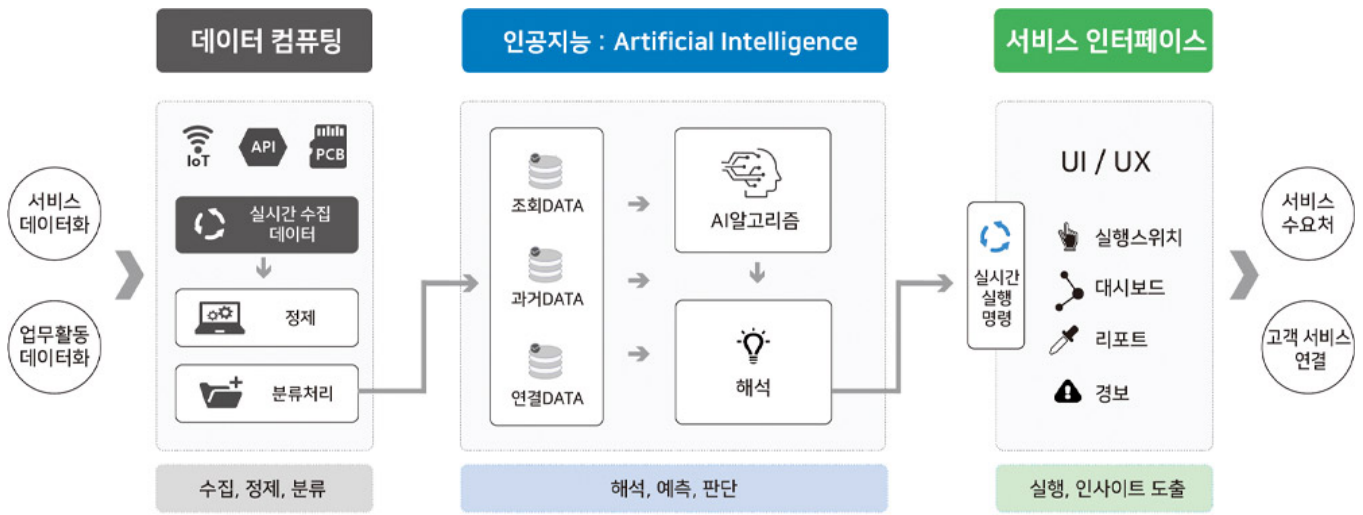 데이터 컴퓨팅
인공지능 : Artificial Intelligence
서비스 인터페이스
서비스
데이터화
업무활동
데이터화
IoT
API
PCB
실시간 수집
데이터
정제
분류처리
조회DATA
과거DATA
연결DATA
AI알고리즘
해석
실시간
실행
명령
UI / UX
실행스위치
대시보드
리포트
경보
서비스
수요처
고객 서비스
연결
수집, 정제, 분류
해석, 예측, 판단
실행, 인사이트 도출